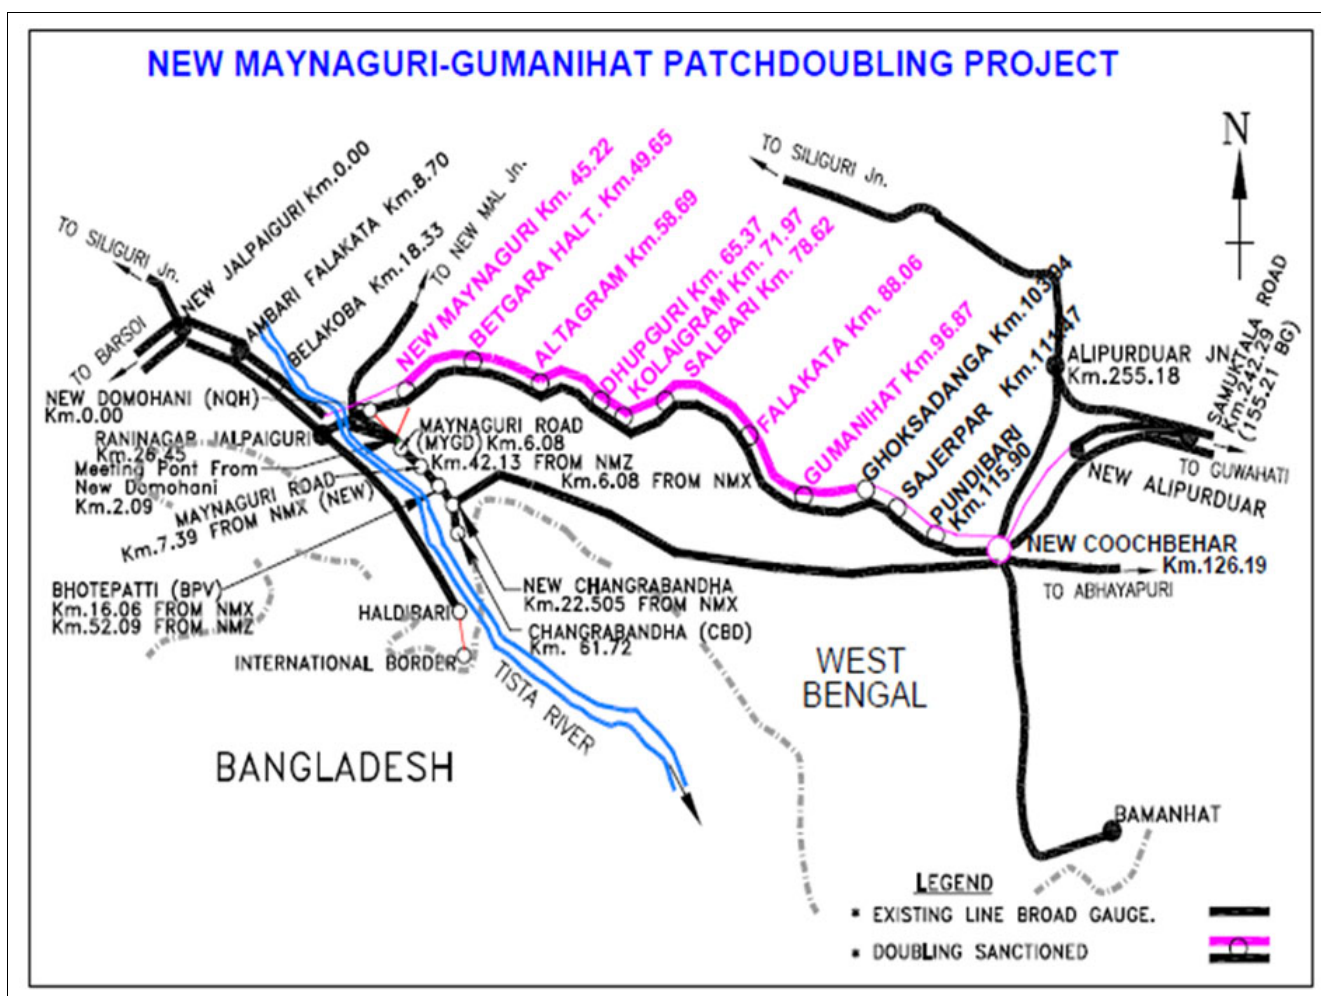 NEW MAYNAGURI-GUMANIHAT PATCHDOUBLING PROJECT
N
TO SILIGURI Jn.
TO BARSOI
NEW JALPAIGURI Km.0.00
AMBARI FALAKATA Km.8.70
BELAKOBA Km.18.33
TO NEW MAL Jn.
NEW MAYNAGURI Km. 45.22
BETGARA HALT. Km.49.65
ALTAGRAM Km.58.69
DHUPGURI Km. 65.37
KOLAIGRAM Km. 71.97
SALBARI Km. 78.62
FALAKATA Km. 88.06
GUMANIHAT Km.96.87
GHOKSADANGA Km.103.94
SAJERPAR Km.111.47
PUNDIBARI
Km.115.90
TO SILIGURI Jn.
ALIPURDUAR JN.
Km.255.18
SAMUKTALA ROAD
Km.242.29
(155.21 BG)
TO GUWAHATI
NEW ALIPURDUAR
NEW COOCHBEHAR
Km.126.19
TO ABHAYAPURI
NEW DOMOHANI (NQH)
Km.0.00
RANINAGAR JALPAIGURI
Km.26.45
Meeting Pont From
New Domohani
Km.2.09
MAYNAGURI ROAD
(MYGD) Km.6.08
Km.42.13 FROM NMZ
Km.6.08 FROM NMX
MAYNAGURI ROAD
Km.7.39 FROM NMX (NEW)
BHOTEPATTI (BPV)
Km.16.06 FROM NMX
Km.52.09 FROM NMZ
NEW CHANGRABANDHA
Km.22.505 FROM NMX
CHANGRABANDHA (CBD)
Km. 61.72
HALDIBARI
INTERNATIONAL BORDER
TISTA RIVER
WEST
BENGAL
BANGLADESH
BAMANHAT
LEGEND
* EXISTING LINE BROAD GAUGE.
* DOUBLING SANCTIONED